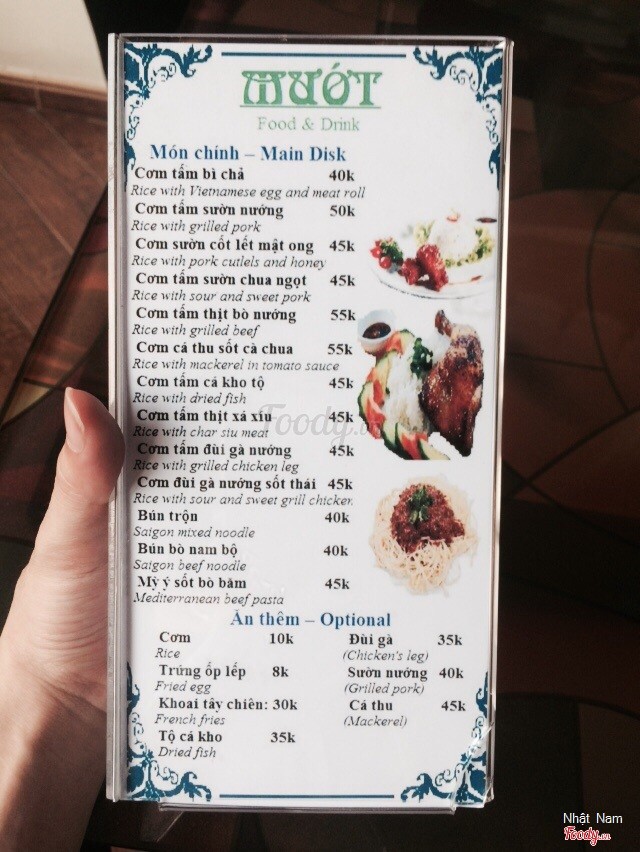 MƯỚT
Food & Drink
Món chính – Main Disk
Cơm tấm bì chả 40k
Rice with Vietnamese egg and meat roll
Cơm tấm sườn nướng 50k
Rice with grilled pork
Cơm sườn cốt lết mật ong 45k
Rice with pork cutlels and honey
Cơm tấm sườn chua ngọt 45k
Rice with sour and sweet pork
Cơm tấm thịt bò nướng 55k
Rice with grilled beef
Cơm cá thu sốt cà chua 55k
Rice with mackerel in tomato sauce
Cơm tấm cá kho tộ 45k
Rice with dried fish
Cơm tấm thịt xá xíu 45k
Rice with char siu meat
Cơm tấm đùi gà nướng 45k
Rice with grilled chicken leg
Cơm đùi gà nướng sốt thái 45k
Rice with sour and sweet grill chicken
Bún trộn 40k
Saigon mixed noodle
Bún bò nam bộ 40k
Saigon beef noodle
Mỳ ý sốt bò bằm 45k
Mediterranean beef pasta
Ăn thêm – Optional
Cơm 10k Đùi gà 35k
Rice (Chicken's leg)
Trứng ốp lếp 8k Sườn nướng 40k
Fried egg (Grilled pork)
Khoai tây chiên: 30k Cá thu 45k
French fries (Mackerel)
Tộ cá kho 35k
Dried fish
Foody.vn
Nhật Nam
Foody.vn